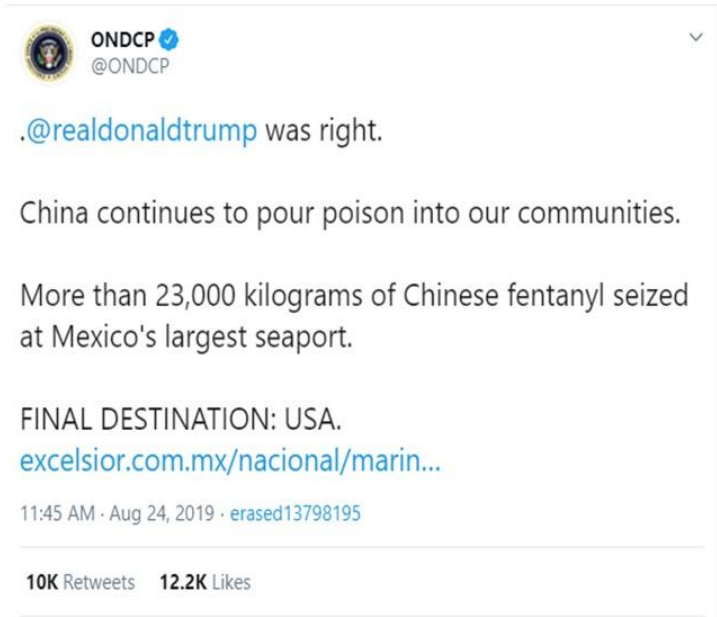 ONDCP
@ONDCP
.@realdonaldtrump was right.
China continues to pour poison into our communities.
More than 23,000 kilograms of Chinese fentanyl seized
at Mexico's largest seaport.
FINAL DESTINATION: USA.
excelsior.com.mx/nacional/marin...
11:45 AM · Aug 24, 2019 · erased13798195
10K Retweets 12.2K Likes